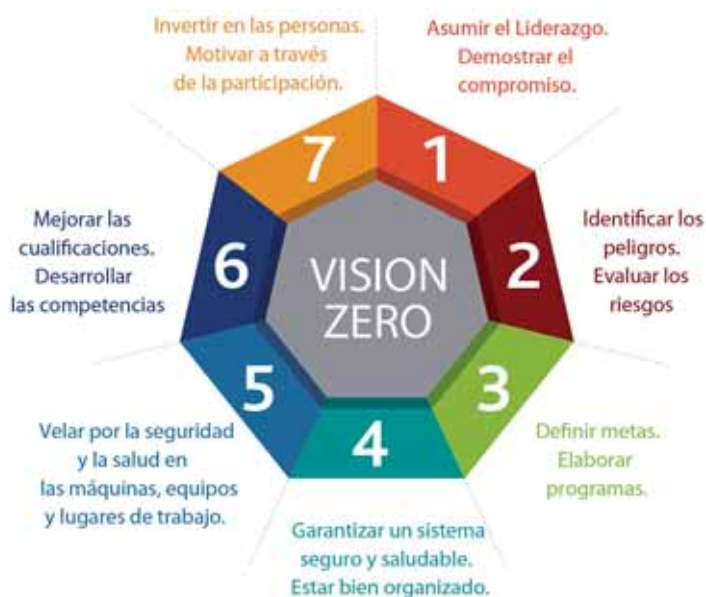 Invertir en las personas.
Motivar a través
de la participación.
Asumir el Liderazgo.
Demostrar el
compromiso.
7
1
Mejorar las
cualificaciones.
Desarrollar
las competencias
6
VISION
ZERO
2
Identificar los
peligros.
Evaluar los
riesgos
5
4
3
Velar por la seguridad
y la salud en
las máquinas, equipos
y lugares de trabajo.
Definir metas.
Elaborar
programas.
Garantizar un sistema
seguro y saludable.
Estar bien organizado.